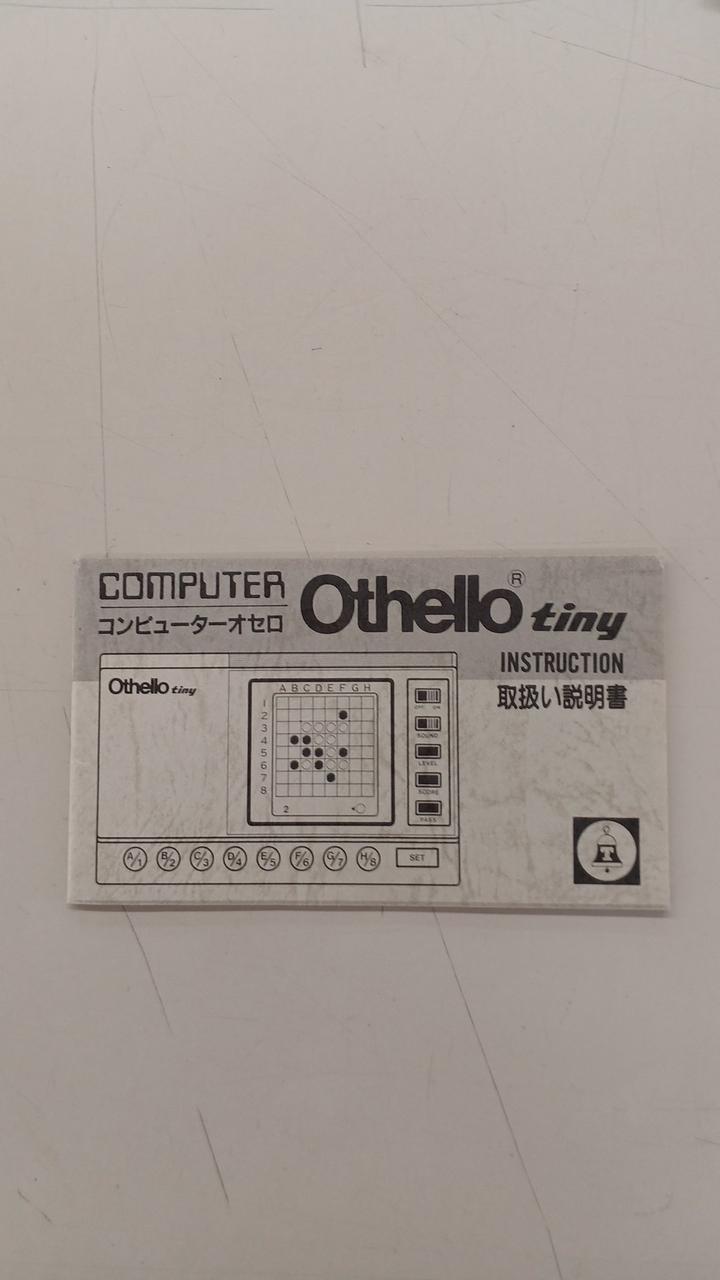 COMPUTER
コンピューターオセロ
Othello® tiny
INSTRUCTION
取扱い説明書
Othello tiny
A B C D E F G H
1
2
3
4
5
6
7
8
2
OFF ON
SOUND
LEVEL
SCORE
PASS
A/1 B/2 C/3 D/4 E/5 F/6 G/7 H/8 SET
T